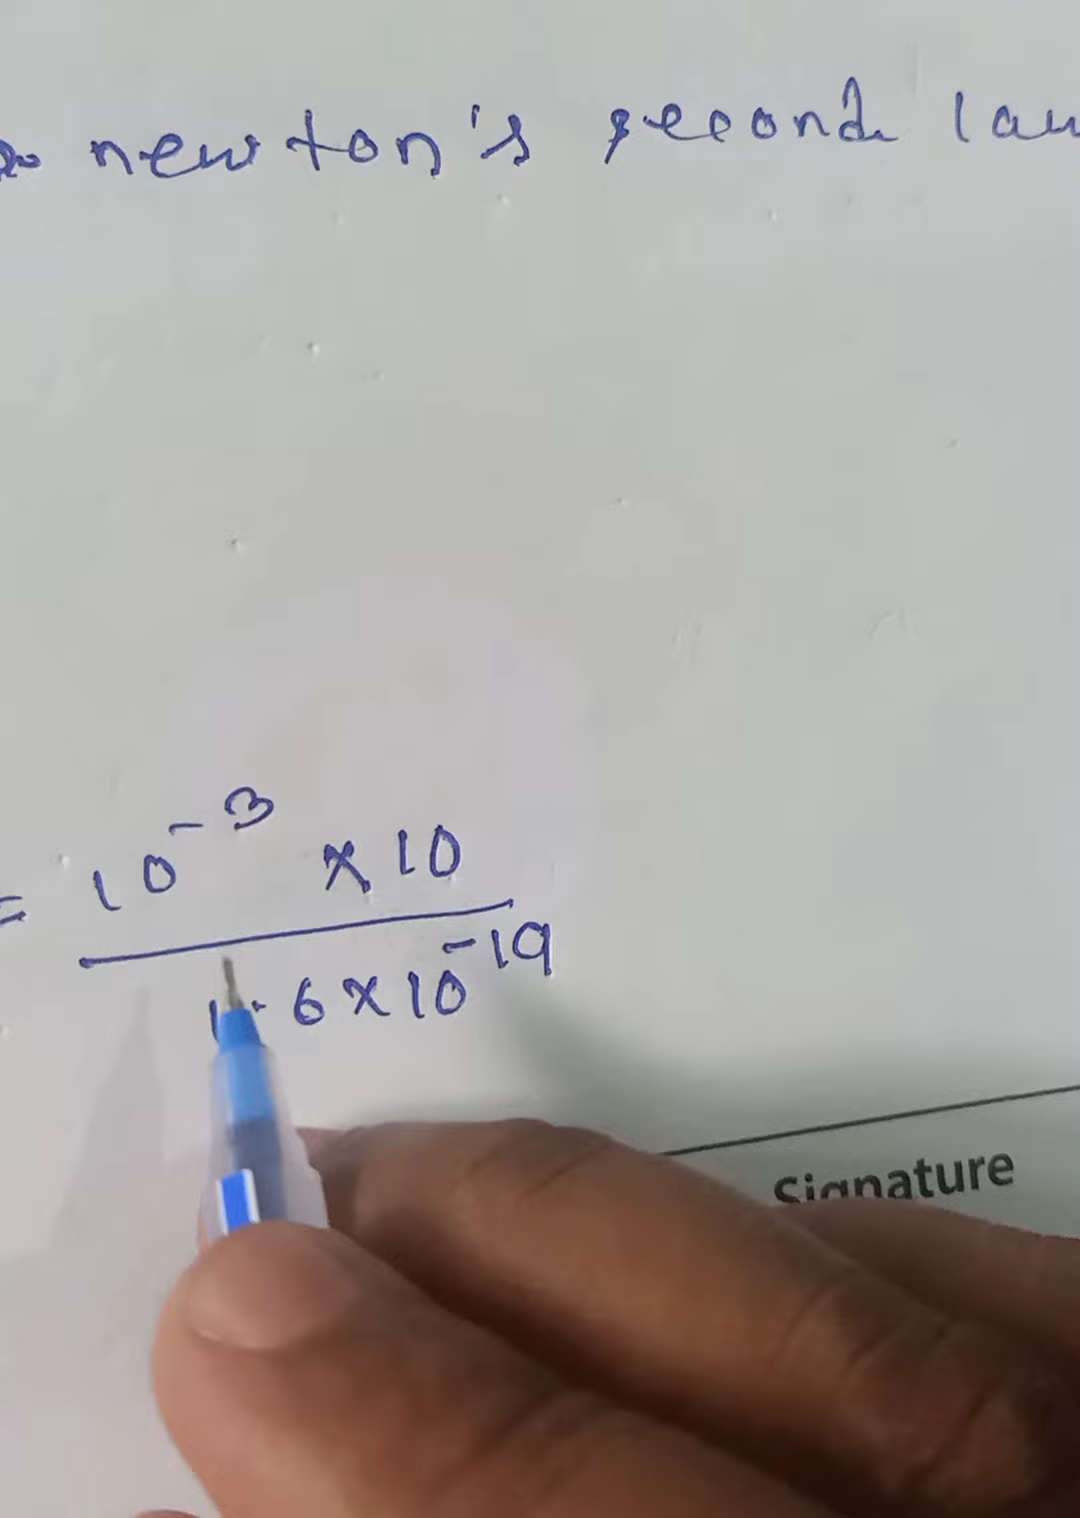 newton's second law
= 10⁻³ × 10
1.6 × 10⁻¹⁹
Signature